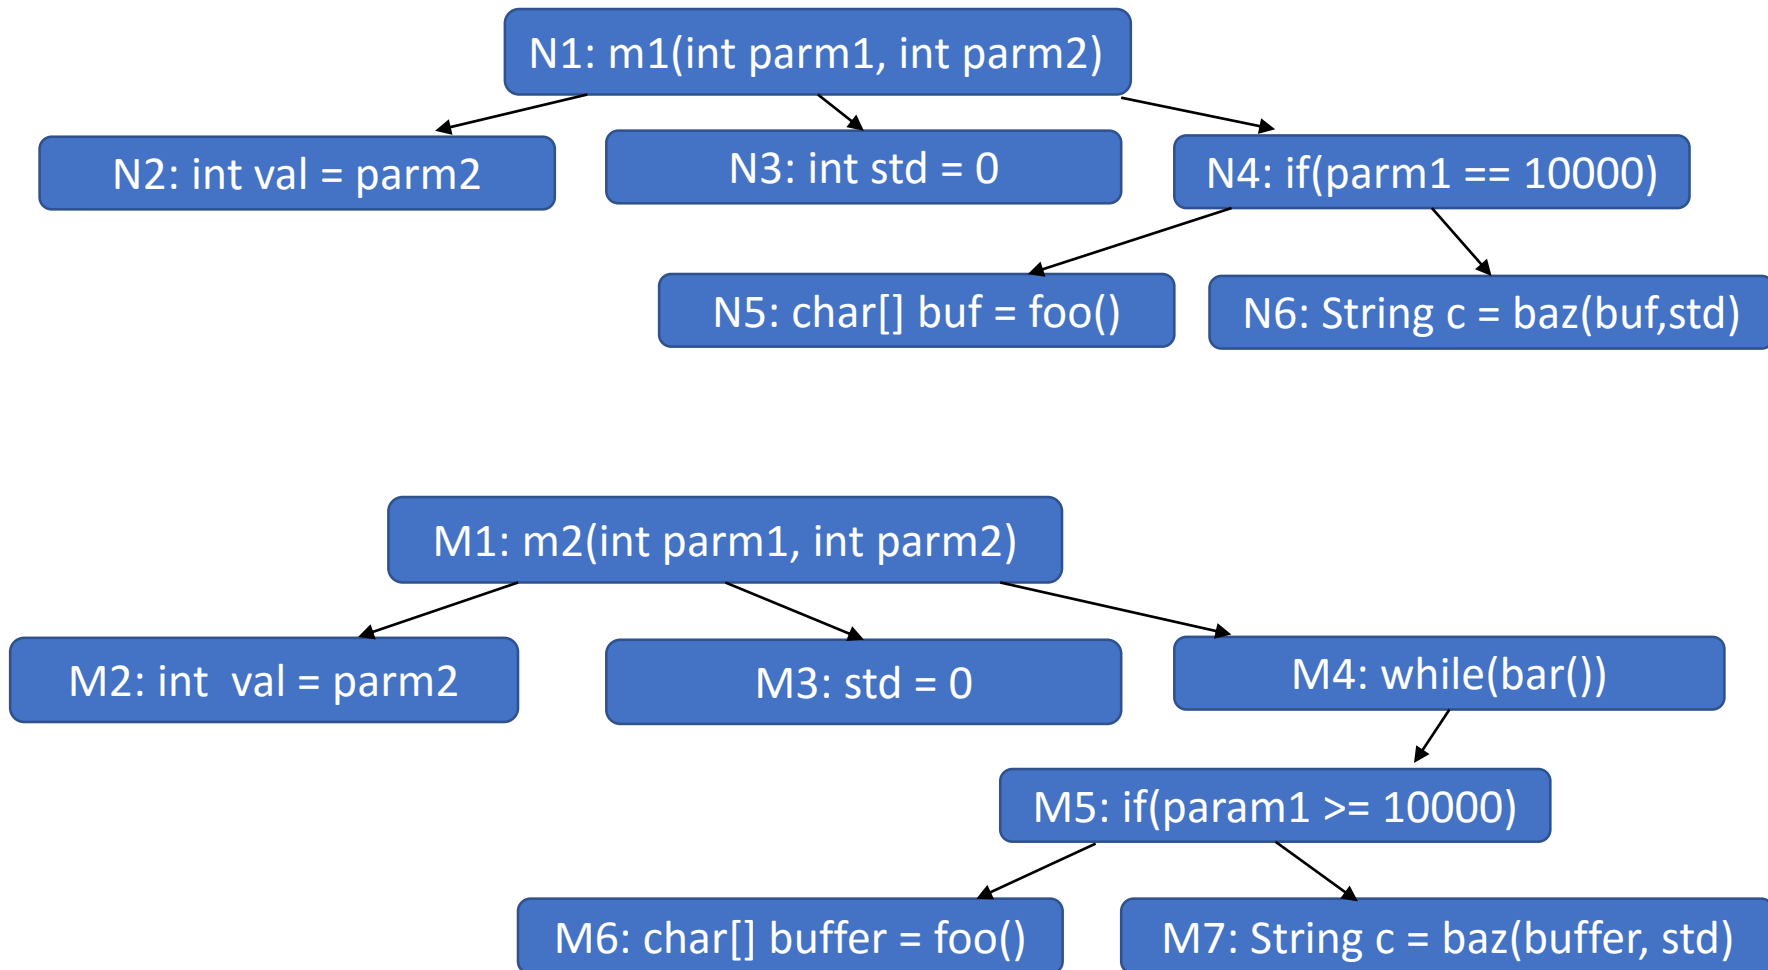 N1: m1(int parm1, int parm2)
N2: int val = parm2
N3: int std = 0
N4: if(parm1 == 10000)
N5: char[] buf = foo()
N6: String c = baz(buf,std)
M1: m2(int parm1, int parm2)
M2: int  val = parm2
M3: std = 0
M4: while(bar())
M5: if(param1 >= 10000)
M6: char[] buffer = foo()
M7: String c = baz(buffer, std)